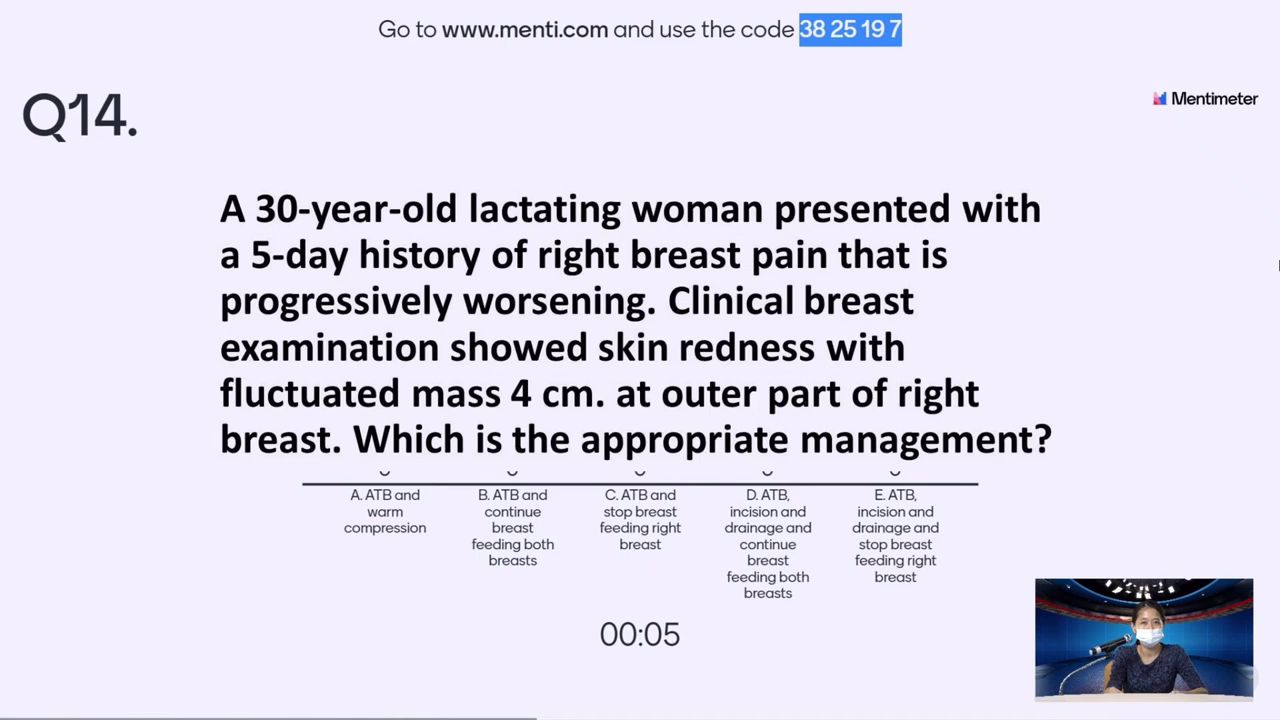 Go to www.menti.com and use the code 38 25 19 7
Q14.
Mentimeter
A 30-year-old lactating woman presented with
a 5-day history of right breast pain that is
progressively worsening. Clinical breast
examination showed skin redness with
fluctuated mass 4 cm. at outer part of right
breast. Which is the appropriate management?
A. ATB and
warm
compression
B. ATB and
continue
breast
feeding both
breasts
C. ATB and
stop breast
feeding right
breast
D. ATB,
incision and
drainage and
continue
breast
feeding both
breasts
E. ATB,
incision and
drainage and
stop breast
feeding right
breast
00:05